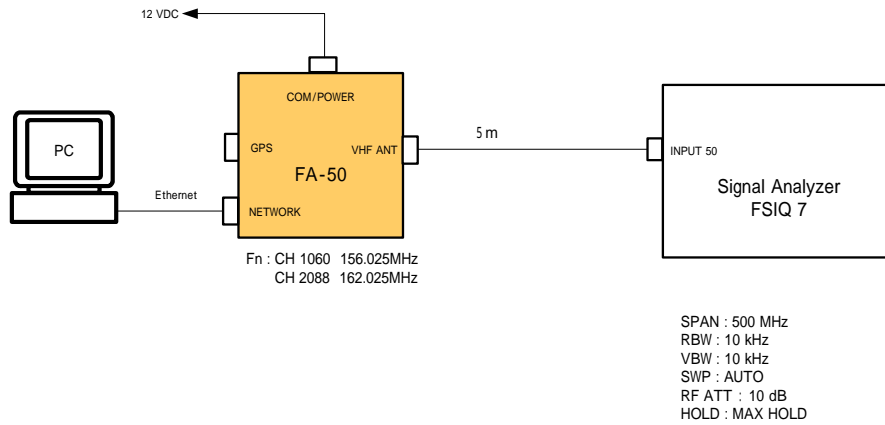 12 VDC
COM/POWER
PC
GPS
VHF ANT
FA-50
Ethernet
NETWORK
5 m
INPUT 50
Signal Analyzer
FSIQ 7
Fn : CH 1060 156.025MHz
CH 2088 162.025MHz
SPAN : 500 MHz
RBW : 10 kHz
VBW : 10 kHz
SWP : AUTO
RF ATT : 10 dB
HOLD : MAX HOLD